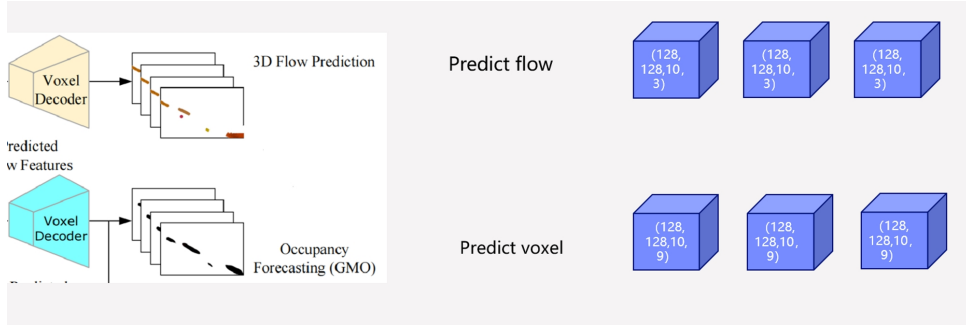 Voxel
Decoder
3D Flow Prediction
w Features
Voxel
Decoder
Occupancy
Forecasting (GMO)
Predict flow
(128,
128,10,
3)
(128,
128,10,
3)
(128,
128,10,
3)
Predict voxel
(128,
128,10,
9)
(128,
128,10,
9)
(128,
128,10,
9)